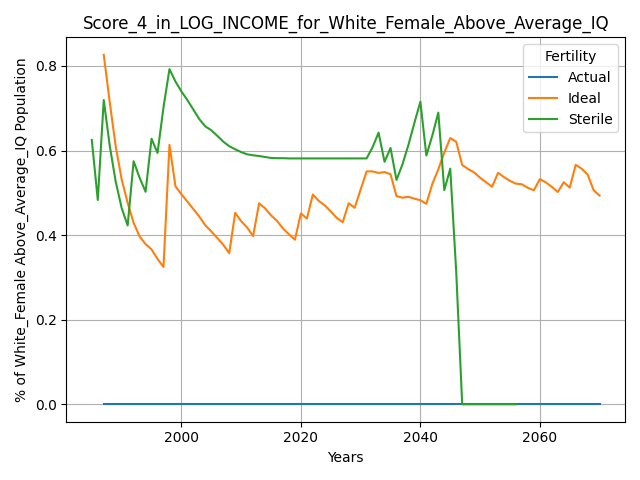 Score_4_in_LOG_INCOME_for_White_Female_Above_Average_IQ
% of White_Female Above_Average_IQ Population
0.8
0.6
0.4
0.2
0.0
Fertility
Actual
Ideal
Sterile
2000 2020 2040 2060
Years